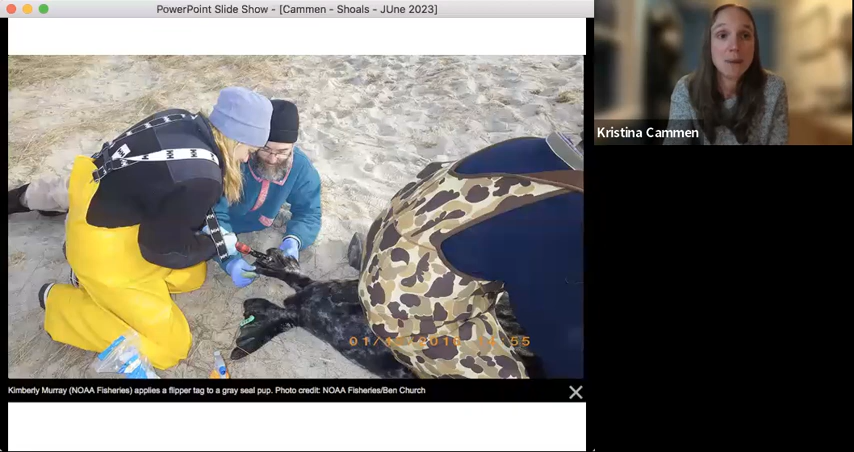 PowerPoint Slide Show - [Cammen - Shoals - JUne 2023]
Kristina Cammen
Kimberly Murray (NOAA Fisheries) applies a flipper tag to a gray seal pup. Photo credit: NOAA Fisheries/Ben Church